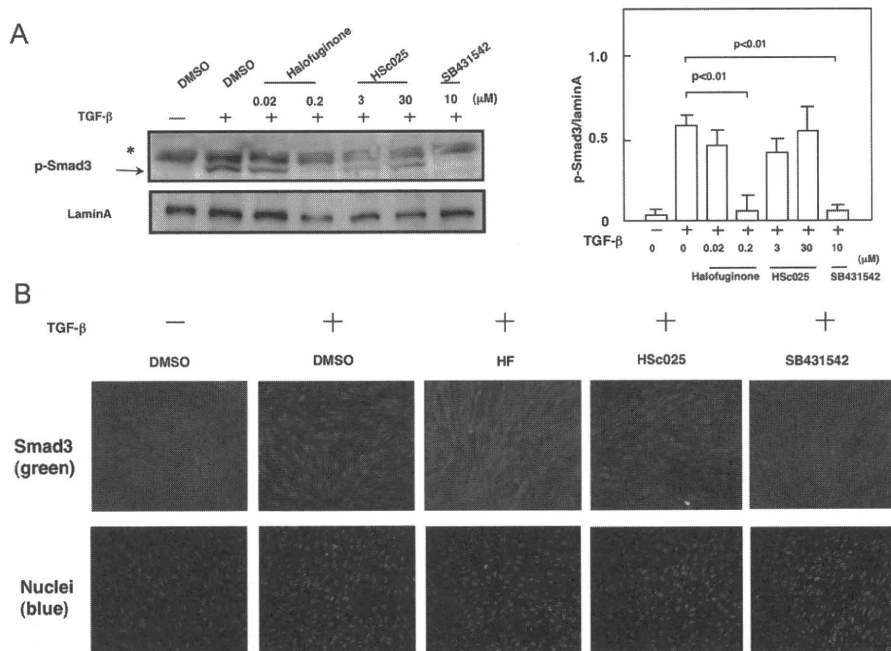 A
DMSO
DMSO
Halofuginone
HSc025
SB431542
0.02 0.2 3 30 10 (μM)
TGF-β — + + + + + +
*
p-Smad3
LaminA
p<0.01
p<0.01
1.0
0.5
0
p-Smad3/laminA
TGF-β — + + + + + +
0 0 0.02 0.2 3 30 10
(μM)
Halofuginone HSc025 SB431542
B
TGF-β — + + + +
DMSO DMSO HF HSc025 SB431542
Smad3
(green)
Nuclei
(blue)